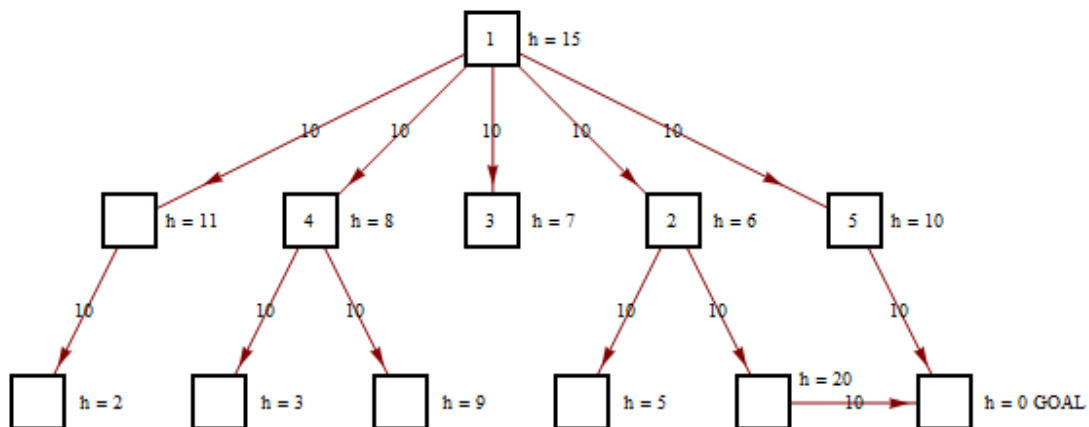 1 h = 15
10 10 10 10 10
h = 11 4 h = 8 3 h = 7 2 h = 6 5 h = 10
10 10 10 10 10 10
h = 2 h = 3 h = 9 h = 5 h = 20 10 h = 0 GOAL